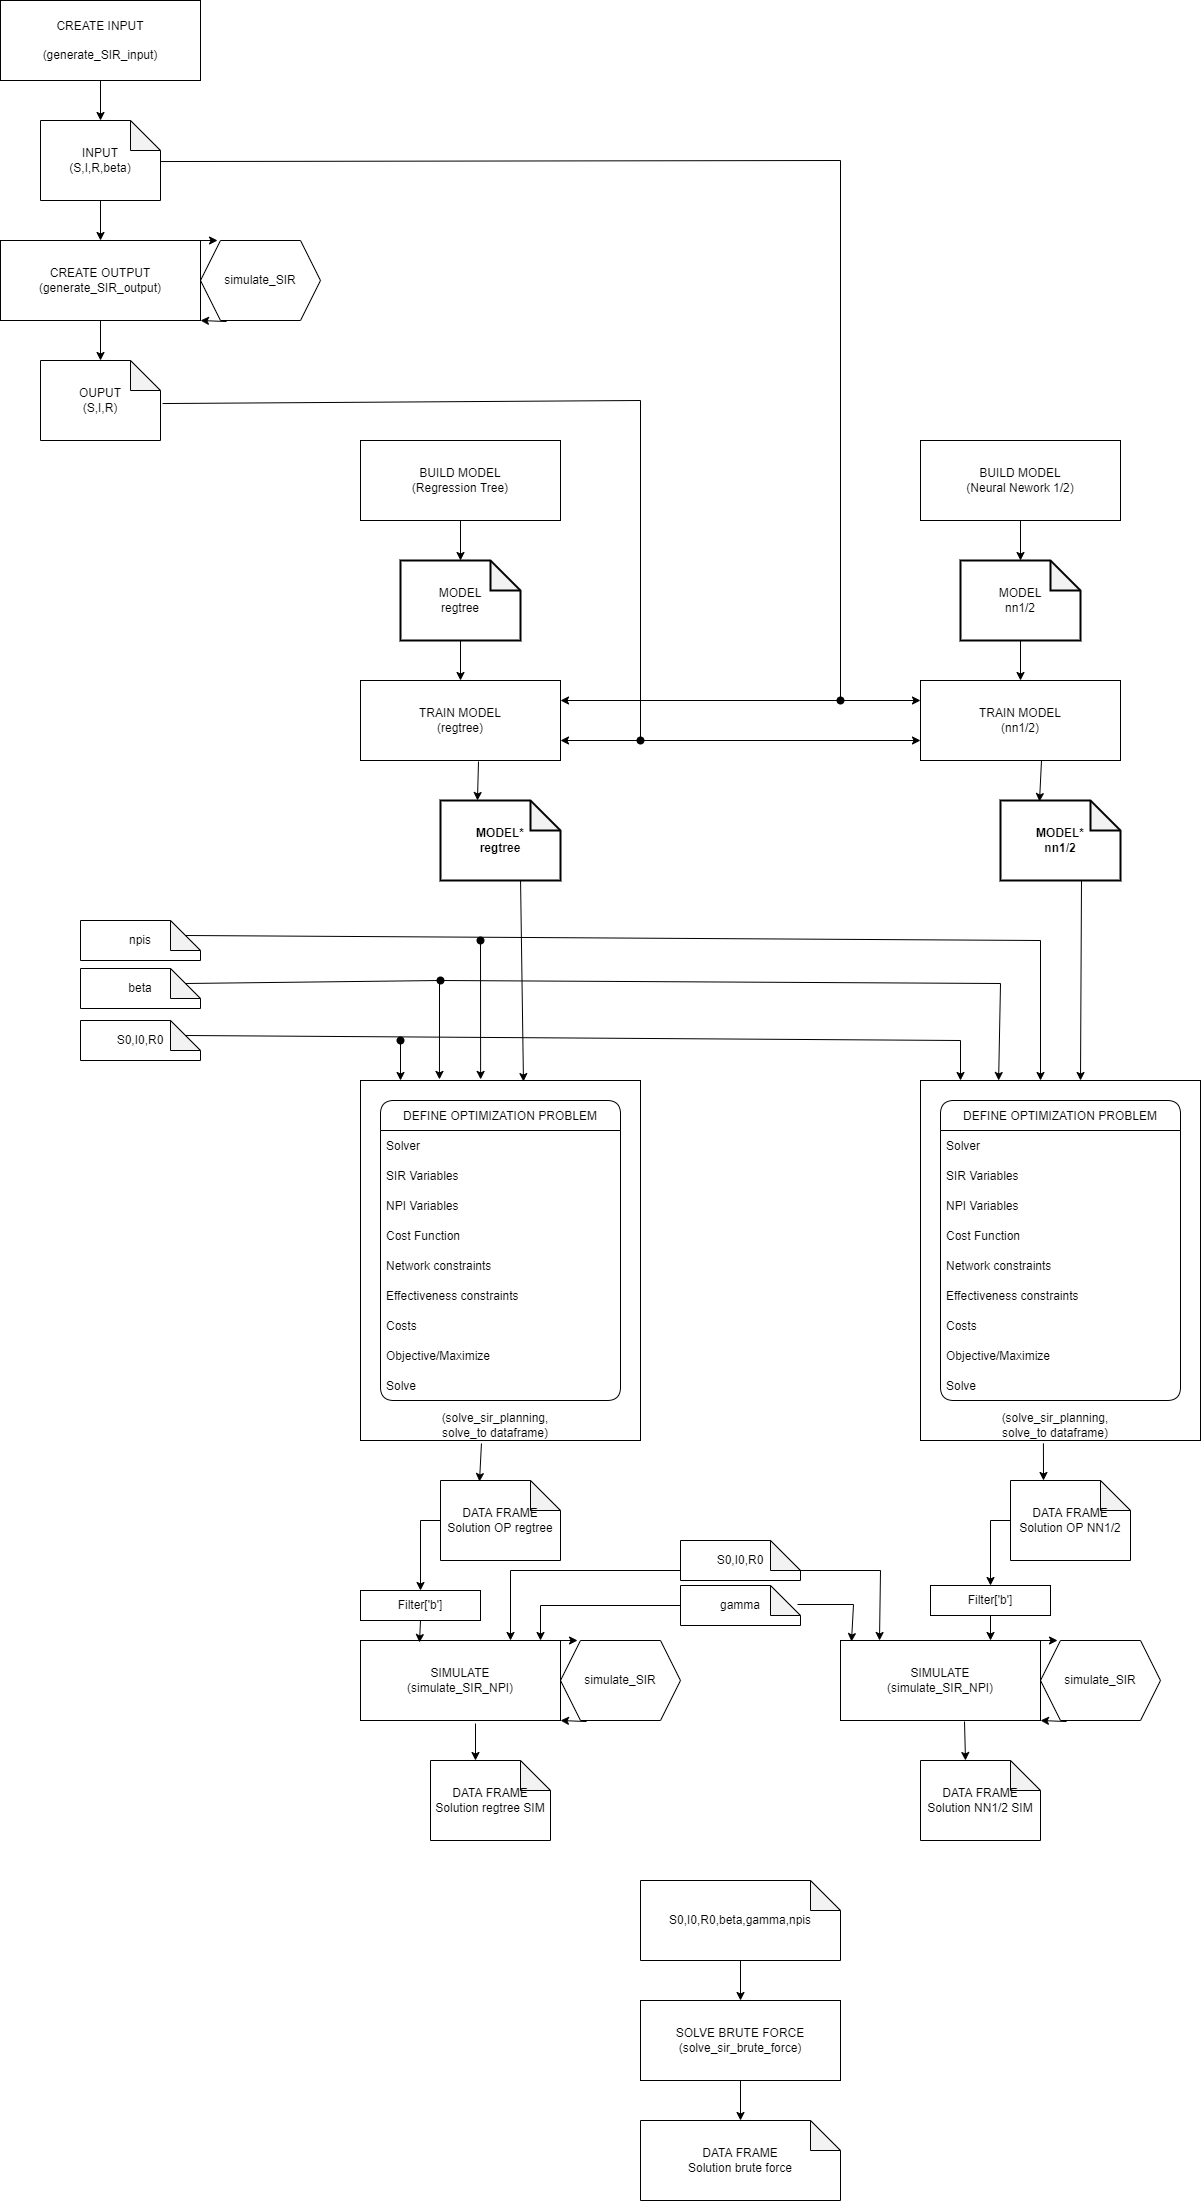 CREATE INPUT
(generate_SIR_input)
INPUT
(S,I,R,beta)
CREATE OUTPUT
(generate_SIR_output)
simulate_SIR
OUPUT
(S,I,R)
BUILD MODEL
(Regression Tree)
BUILD MODEL
(Neural Nework 1/2)
MODEL
regtree
MODEL
nn1/2
TRAIN MODEL
(regtree)
TRAIN MODEL
(nn1/2)
MODEL*
regtree
MODEL*
nn1/2
npis
beta
S0,I0,R0
DEFINE OPTIMIZATION PROBLEM
Solver
SIR Variables
NPI Variables
Cost Function
Network constraints
Effectiveness constraints
Costs
Objective/Maximize
Solve
(solve_sir_planning,
solve_to dataframe)
DEFINE OPTIMIZATION PROBLEM
Solver
SIR Variables
NPI Variables
Cost Function
Network constraints
Effectiveness constraints
Costs
Objective/Maximize
Solve
(solve_sir_planning,
solve_to dataframe)
DATA FRAME
Solution OP regtree
DATA FRAME
Solution OP NN1/2
S0,I0,R0
gamma
Filter['b']
Filter['b']
SIMULATE
(simulate_SIR_NPI)
simulate_SIR
SIMULATE
(simulate_SIR_NPI)
simulate_SIR
DATA FRAME
Solution regtree SIM
DATA FRAME
Solution NN1/2 SIM
S0,I0,R0,beta,gamma,npis
SOLVE BRUTE FORCE
(solve_sir_brute_force)
DATA FRAME
Solution brute force